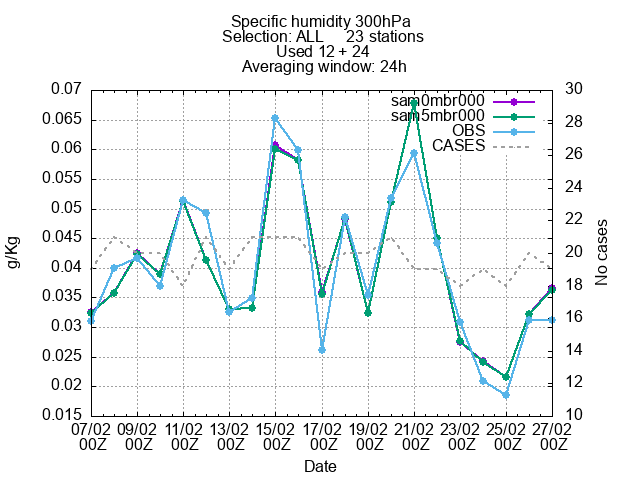 Specific humidity 300hPa
Selection: ALL 23 stations
Used 12 + 24
Averaging window: 24h
sam0mbr000
sam5mbr000
OBS
CASES
0.07
0.065
0.06
0.055
0.05
0.045
0.04
0.035
0.03
0.025
0.02
0.015
g/Kg
30
28
26
24
22
20
18
16
14
12
10
No cases
07/02 09/02 11/02 13/02 15/02 17/02 19/02 21/02 23/02 25/02 27/02
00Z 00Z 00Z 00Z 00Z 00Z 00Z 00Z 00Z 00Z 00Z
Date